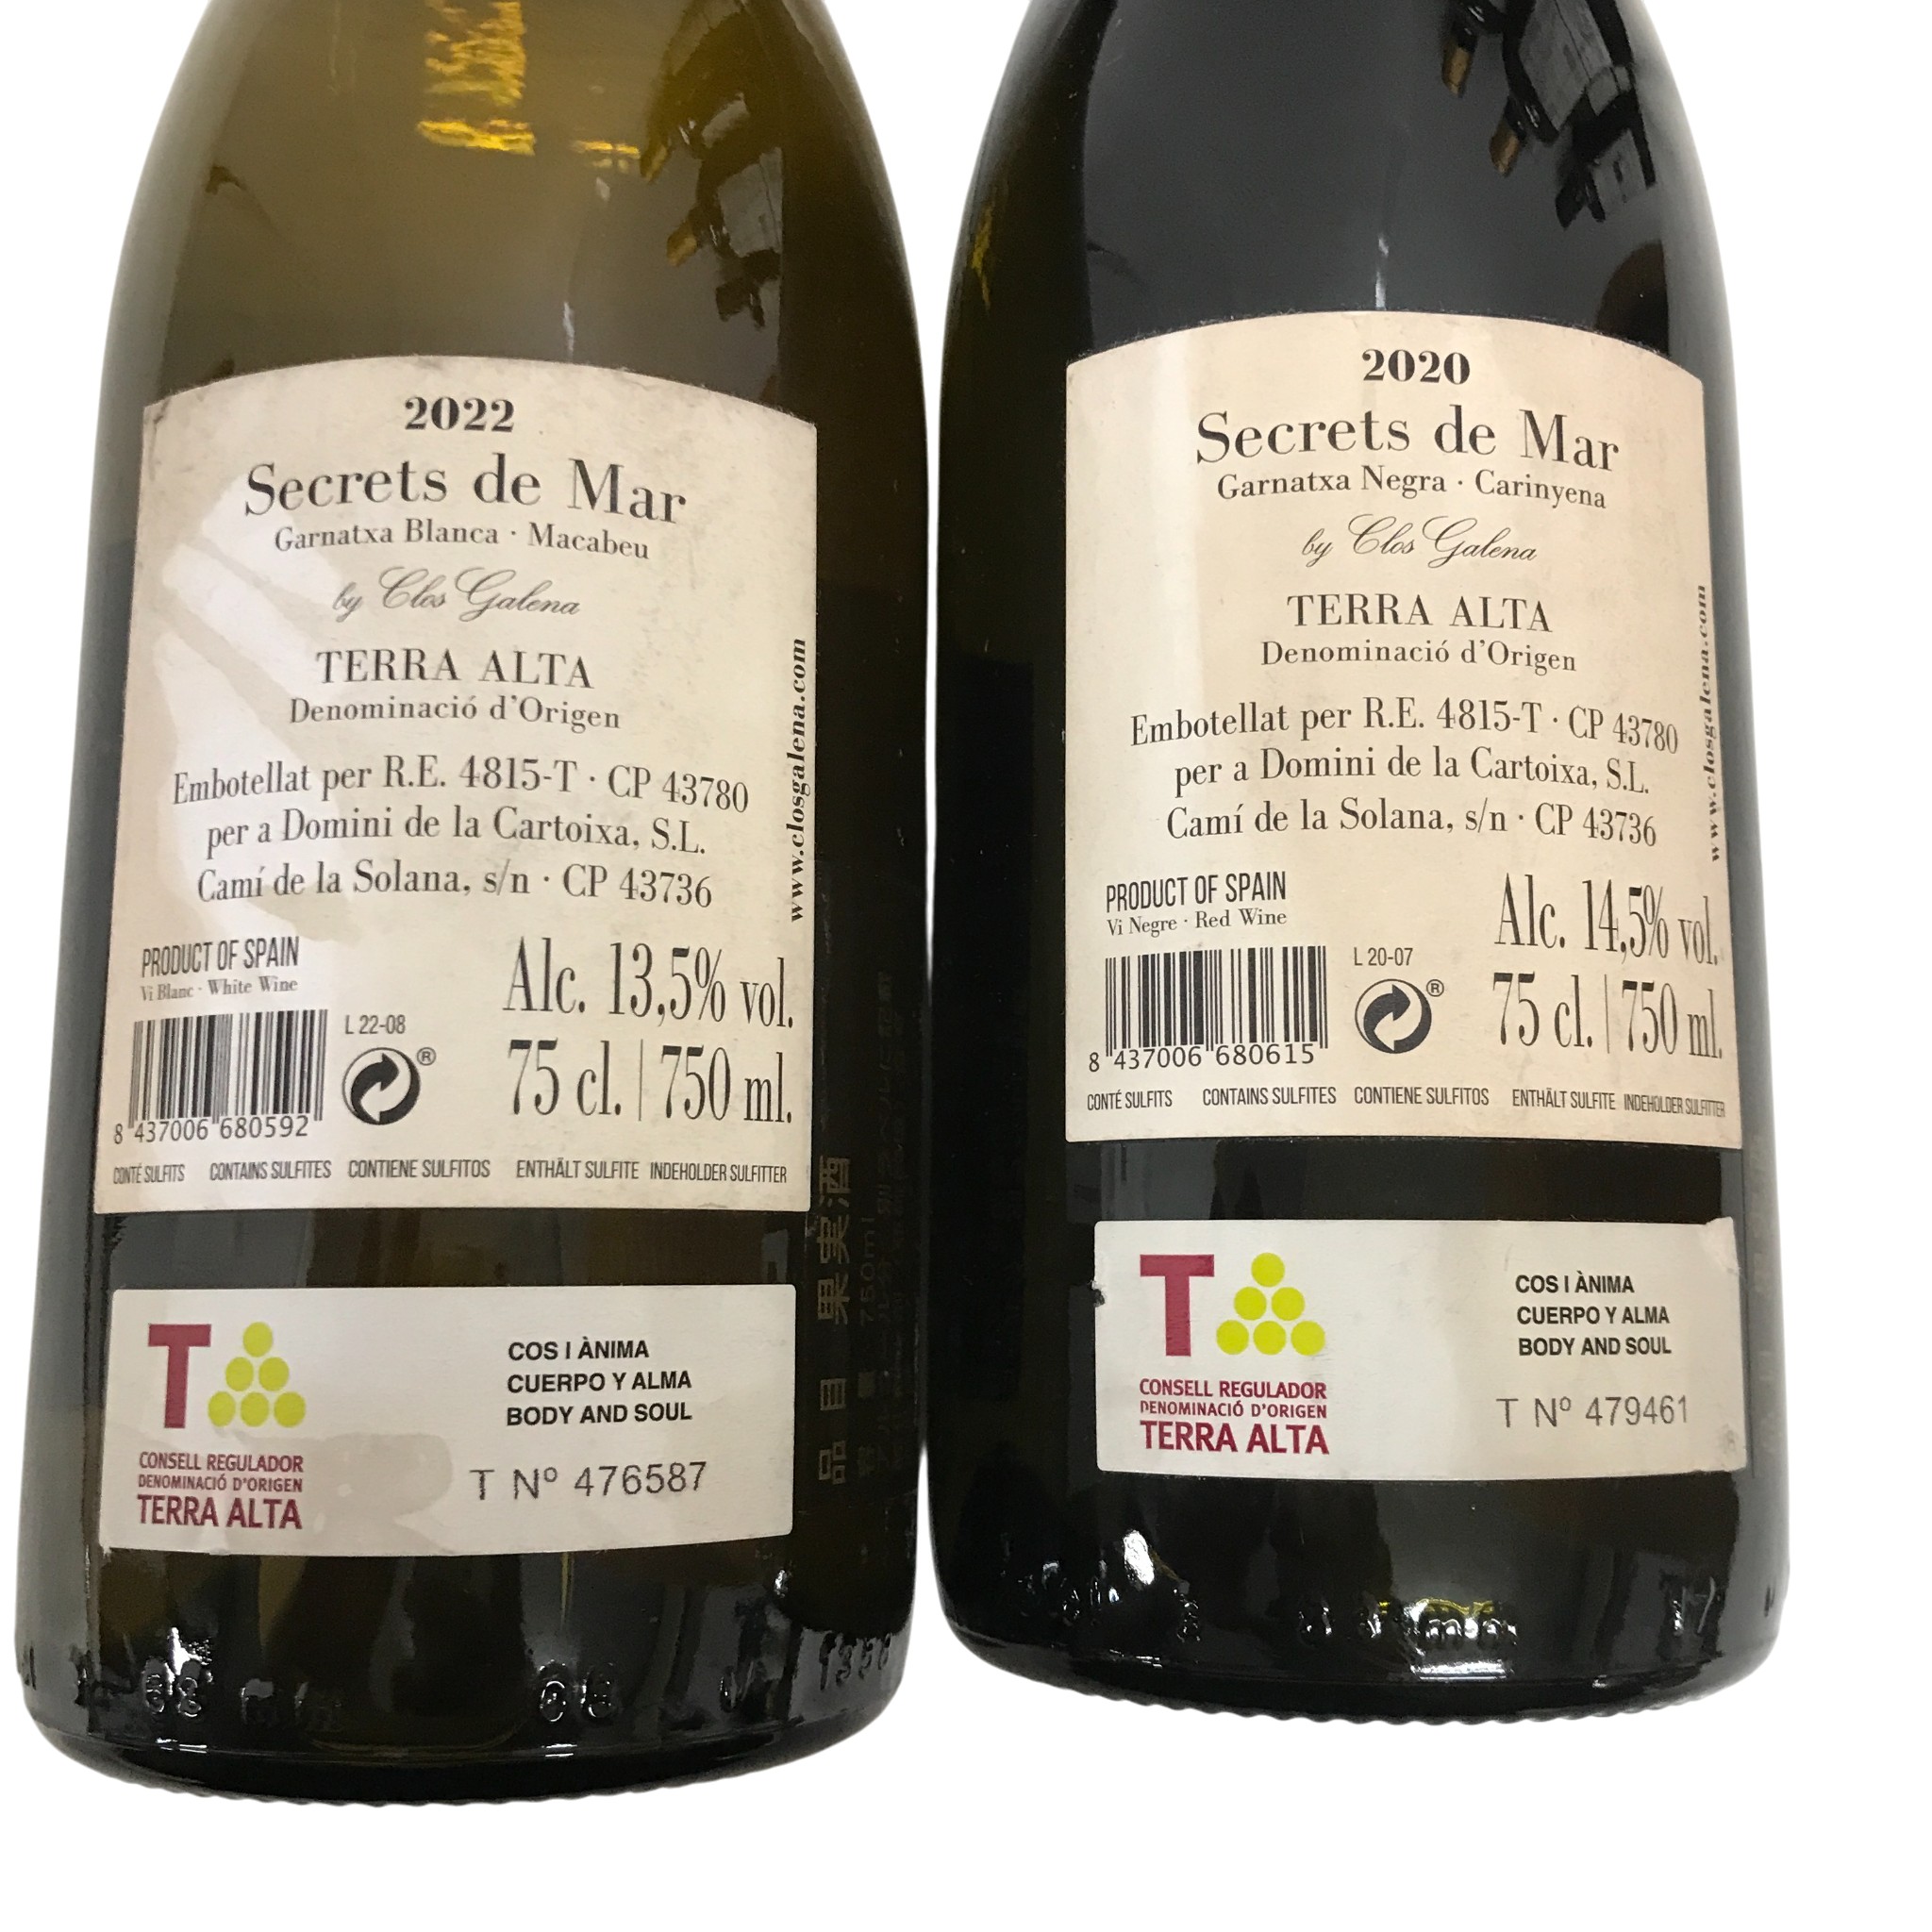 2022
Secrets de Mar
Garnatxa Blanca · Macabeu
by Clos Galena
TERRA ALTA
Denominació d'Origen
Embotellat per R.E. 4815-T · CP 43780
per a Domini de la Cartoixa, S.L.
Camí de la Solana, s/n · CP 43736
www.closgalena.com
PRODUCT OF SPAIN
Vi Blanc · White Wine
Alc. 13,5% vol.
L 22-08
®
75 cl. | 750 ml.
8 437006 680592
CONTÉ SULFITS CONTAINS SULFITES CONTIENE SULFITOS ENTHÄLT SULFITE INDEHOLDER SULFITTER
T
COS I ÀNIMA
CUERPO Y ALMA
BODY AND SOUL
CONSELL REGULADOR
DENOMINACIÓ D'ORIGEN
TERRA ALTA
T Nº 476587
品目 果実酒
750ml
2020
Secrets de Mar
Garnatxa Negra · Carinyena
by Clos Galena
TERRA ALTA
Denominació d'Origen
Embotellat per R.E. 4815-T · CP 43780
per a Domini de la Cartoixa, S.L.
Camí de la Solana, s/n · CP 43736
www.closgalena.com
PRODUCT OF SPAIN
Vi Negre · Red Wine
Alc. 14,5% vol.
L 20-07
®
75 cl. | 750 ml.
8 437006 680615
CONTÉ SULFITS CONTAINS SULFITES CONTIENE SULFITOS ENTHÄLT SULFITE INDEHOLDER SULFITTER
T
COS I ÀNIMA
CUERPO Y ALMA
BODY AND SOUL
CONSELL REGULADOR
DENOMINACIÓ D'ORIGEN
TERRA ALTA
T Nº 479461